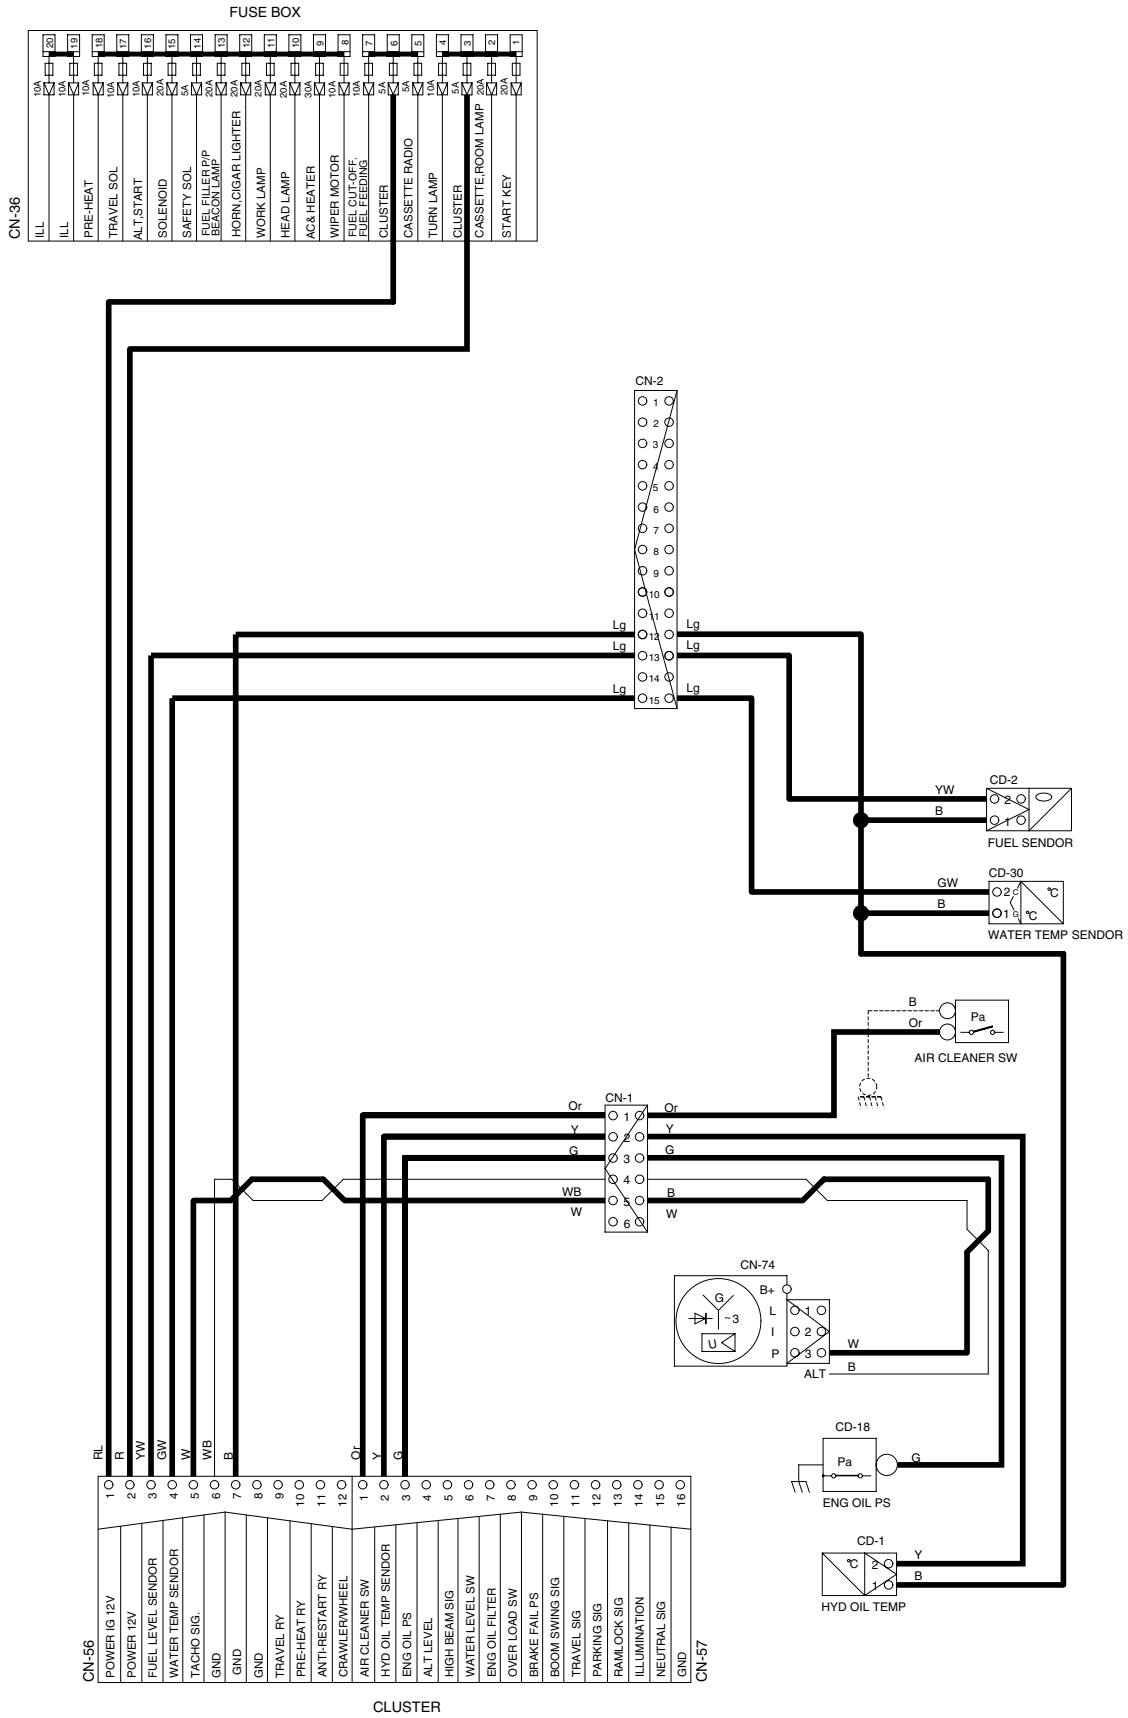 FUSE BOX
20 19 18 17 16 15 14 13 12 11 10 9 8 7 6 5 4 3 2 1
10A 10A 10A 10A 10A 20A 5A 20A 20A 20A 20A 30A 10A 10A 5A 5A 10A 5A 20A 20A
CN-36
ILL
ILL
PRE-HEAT
TRAVEL SOL
ALT,START
SOLENOID
SAFETY SOL
FUEL FILLER P/P
BEACON LAMP
HORN,CIGAR LIGHTER
WORK LAMP
HEAD LAMP
AC& HEATER
WIPER MOTOR
FUEL CUT-OFF.
FUEL FEEDING
CLUSTER
CASSETTE RADIO
TURN LAMP
CLUSTER
CASSETTE,ROOM LAMP
START KEY
CN-2
1
2
3
4
5
6
7
8
9
10
11
Lg 12 Lg
Lg 13 Lg
14
Lg 15 Lg
CD-2
YW 2
B 1
FUEL SENDOR
CD-30
GW 2 C °C
B 1 G °C
WATER TEMP SENDOR
B
Pa
Or
AIR CLEANER SW
CN-1
Or 1 Or
Y 2 Y
G 3 G
4
WB 5 B
W 6 W
CN-74
B+
G
~3
U
L 1
I 2
P 3 W
ALT B
CD-18
Pa
G
ENG OIL PS
CD-1
°C 2 Y
1 B
HYD OIL TEMP
RL R YW GW W WB B Or Y G
1 2 3 4 5 6 7 8 9 10 11 12 1 2 3 4 5 6 7 8 9 10 11 12 13 14 15 16
CN-56
POWER IG 12V
POWER 12V
FUEL LEVEL SENDOR
WATER TEMP SENDOR
TACHO SIG.
GND
GND
GND
TRAVEL RY
PRE-HEAT RY
ANTI-RESTART RY
CRAWLER/WHEEL
AIR CLEANER SW
HYD OIL TEMP SENDOR
ENG OIL PS
ALT LEVEL
HIGH BEAM SIG
WATER LEVEL SW
ENG OIL FILTER
OVER LOAD SW
BRAKE FAIL PS
BOOM SWING SIG
TRAVEL SIG
PARKING SIG
RAMLOCK SIG
ILLUMINATION
NEUTRAL SIG
GND
CN-57
CLUSTER